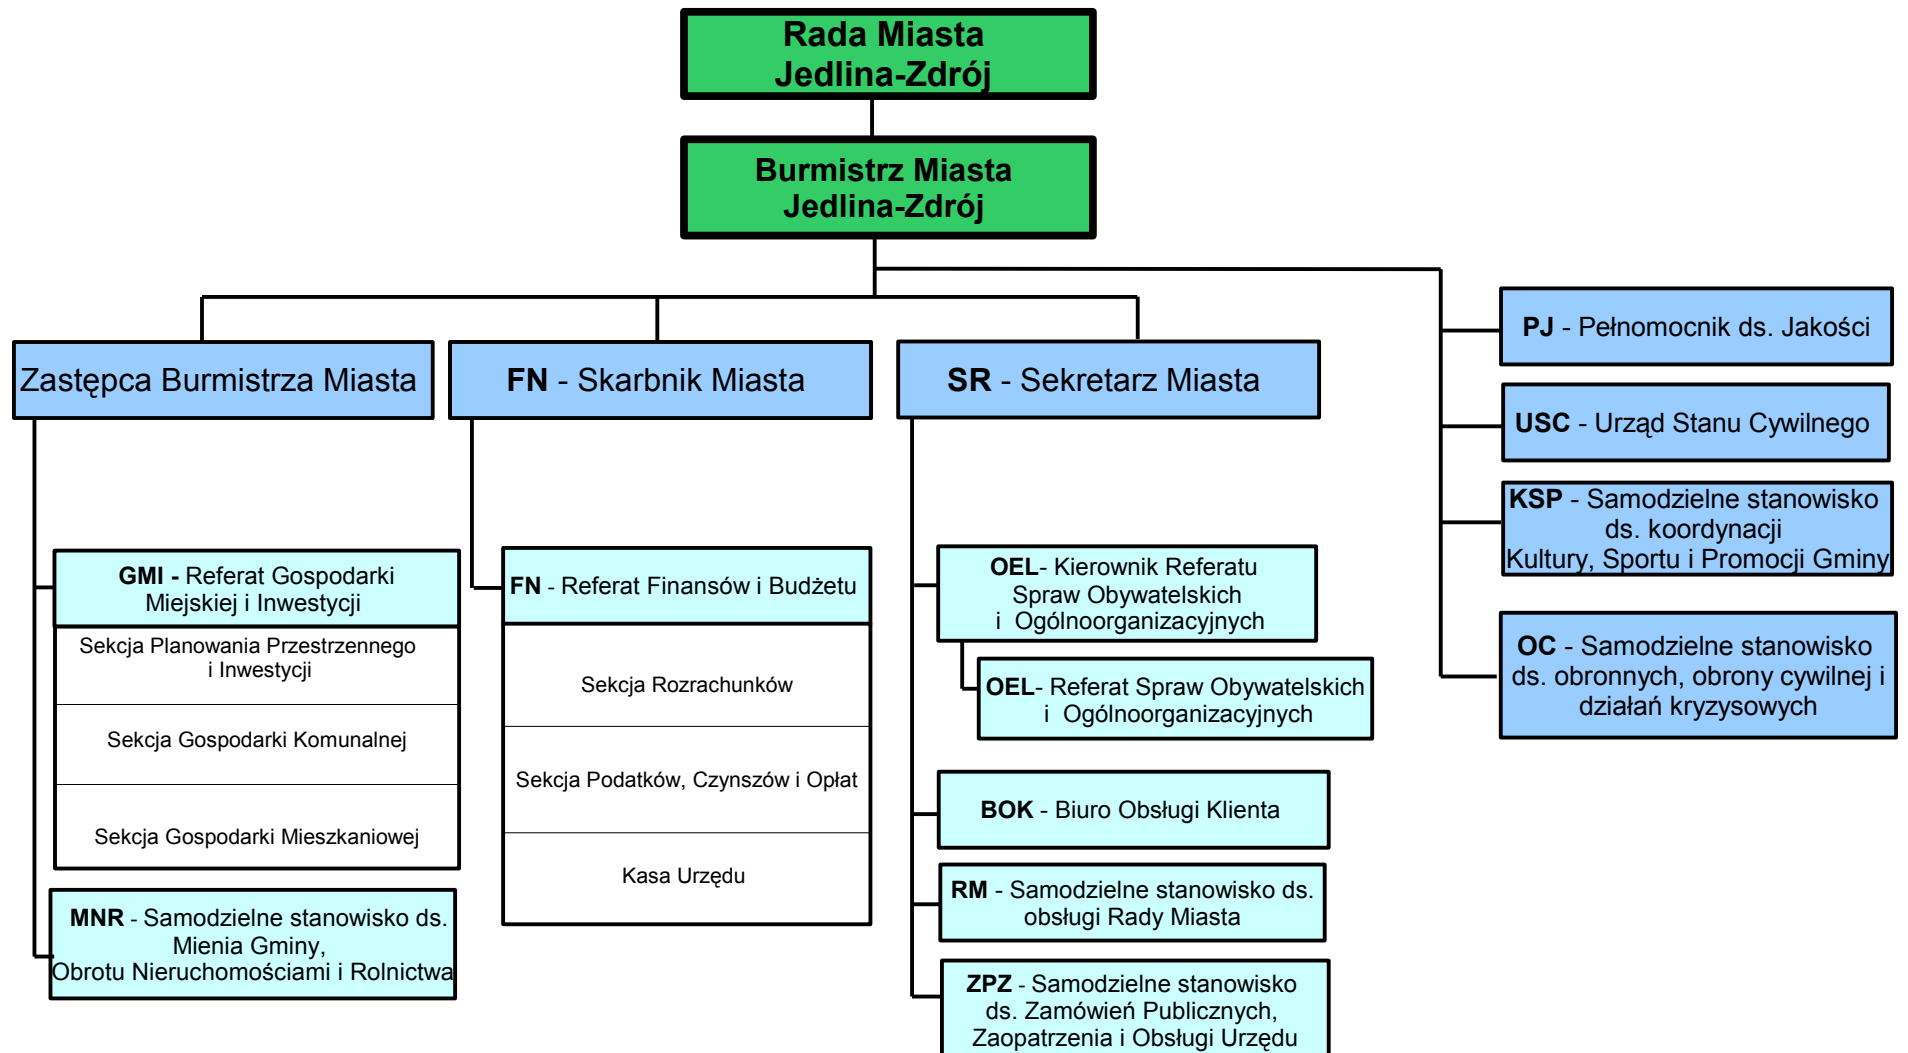 Rada Miasta
Jedlina-Zdrój
Burmistrz Miasta
Jedlina-Zdrój
Zastępca Burmistrza Miasta
FN - Skarbnik Miasta
SR - Sekretarz Miasta
PJ - Pełnomocnik ds. Jakości
USC - Urząd Stanu Cywilnego
KSP - Samodzielne stanowisko
ds. koordynacji
Kultury, Sportu i Promocji Gminy
OC - Samodzielne stanowisko
ds. obronnych, obrony cywilnej i
działań kryzysowych
GMI - Referat Gospodarki
Miejskiej i Inwestycji
Sekcja Planowania Przestrzennego
i Inwestycji
Sekcja Gospodarki Komunalnej
Sekcja Gospodarki Mieszkaniowej
MNR - Samodzielne stanowisko ds.
Mienia Gminy,
Obrotu Nieruchomościami i Rolnictwa
FN - Referat Finansów i Budżetu
Sekcja Rozrachunków
Sekcja Podatków, Czynszów i Opłat
Kasa Urzędu
OEL- Kierownik Referatu
Spraw Obywatelskich
i Ogólnoorganizacyjnych
OEL- Referat Spraw Obywatelskich
i Ogólnoorganizacyjnych
BOK - Biuro Obsługi Klienta
RM - Samodzielne stanowisko ds.
obsługi Rady Miasta
ZPZ - Samodzielne stanowisko
ds. Zamówień Publicznych,
Zaopatrzenia i Obsługi Urzędu